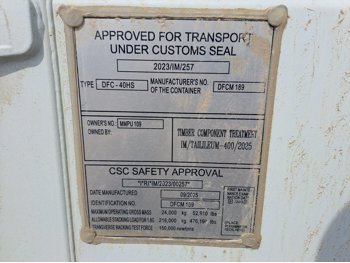 APPROVED FOR TRANSPORT
UNDER CUSTOMS SEAL
2023/IM/257
TYPE DFC - 40HS MANUFACTURER'S NO. OF THE CONTAINER DFCM 189
OWNER'S NO.: MMPU 109
OWNED BY:
TIMBER COMPONENT TREATMENT
IM/TAILILEUM-400/2025
CSC SAFETY APPROVAL
DATE MANUFACTURED 09/2025
IDENTIFICATION NO. DFCM 109
MAXIMUM OPERATING GROSS MASS 24,000 kg 52,910 lbs
ALLOWABLE STACKING LOAD FOR 1.8G 216,000 kg
TRANSVERSE RACKING TEST FORCE 150,000 newtons